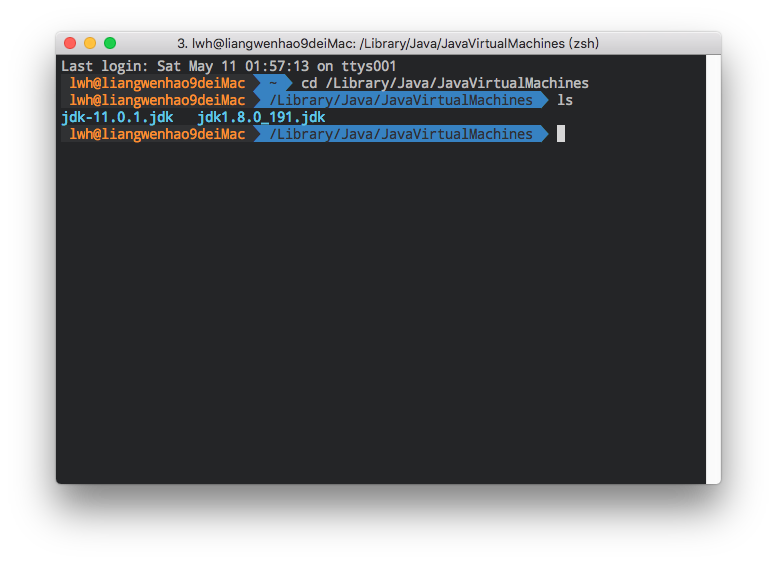 3. lwh@liangwenhao9deiMac: /Library/Java/JavaVirtualMachines (zsh)
Last login: Sat May 11 01:57:13 on ttys001
lwh@liangwenhao9deiMac ~ cd /Library/Java/JavaVirtualMachines
lwh@liangwenhao9deiMac /Library/Java/JavaVirtualMachines ls
jdk-11.0.1.jdk jdk1.8.0_191.jdk
lwh@liangwenhao9deiMac /Library/Java/JavaVirtualMachines